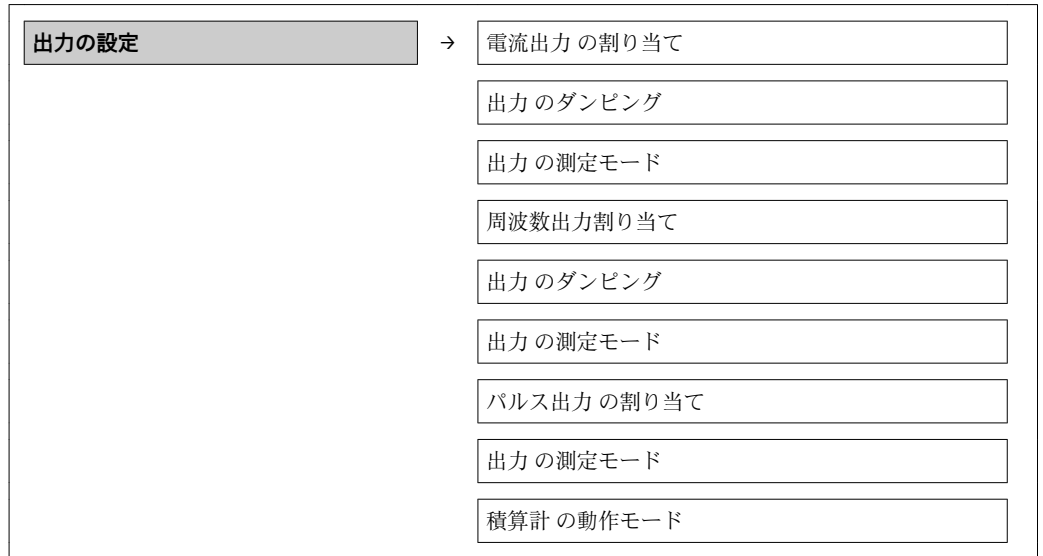 出力の設定 → 電流出力 の割り当て
出力 のダンピング
出力 の測定モード
周波数出力割り当て
出力 のダンピング
出力 の測定モード
パルス出力 の割り当て
出力 の測定モード
積算計 の動作モード